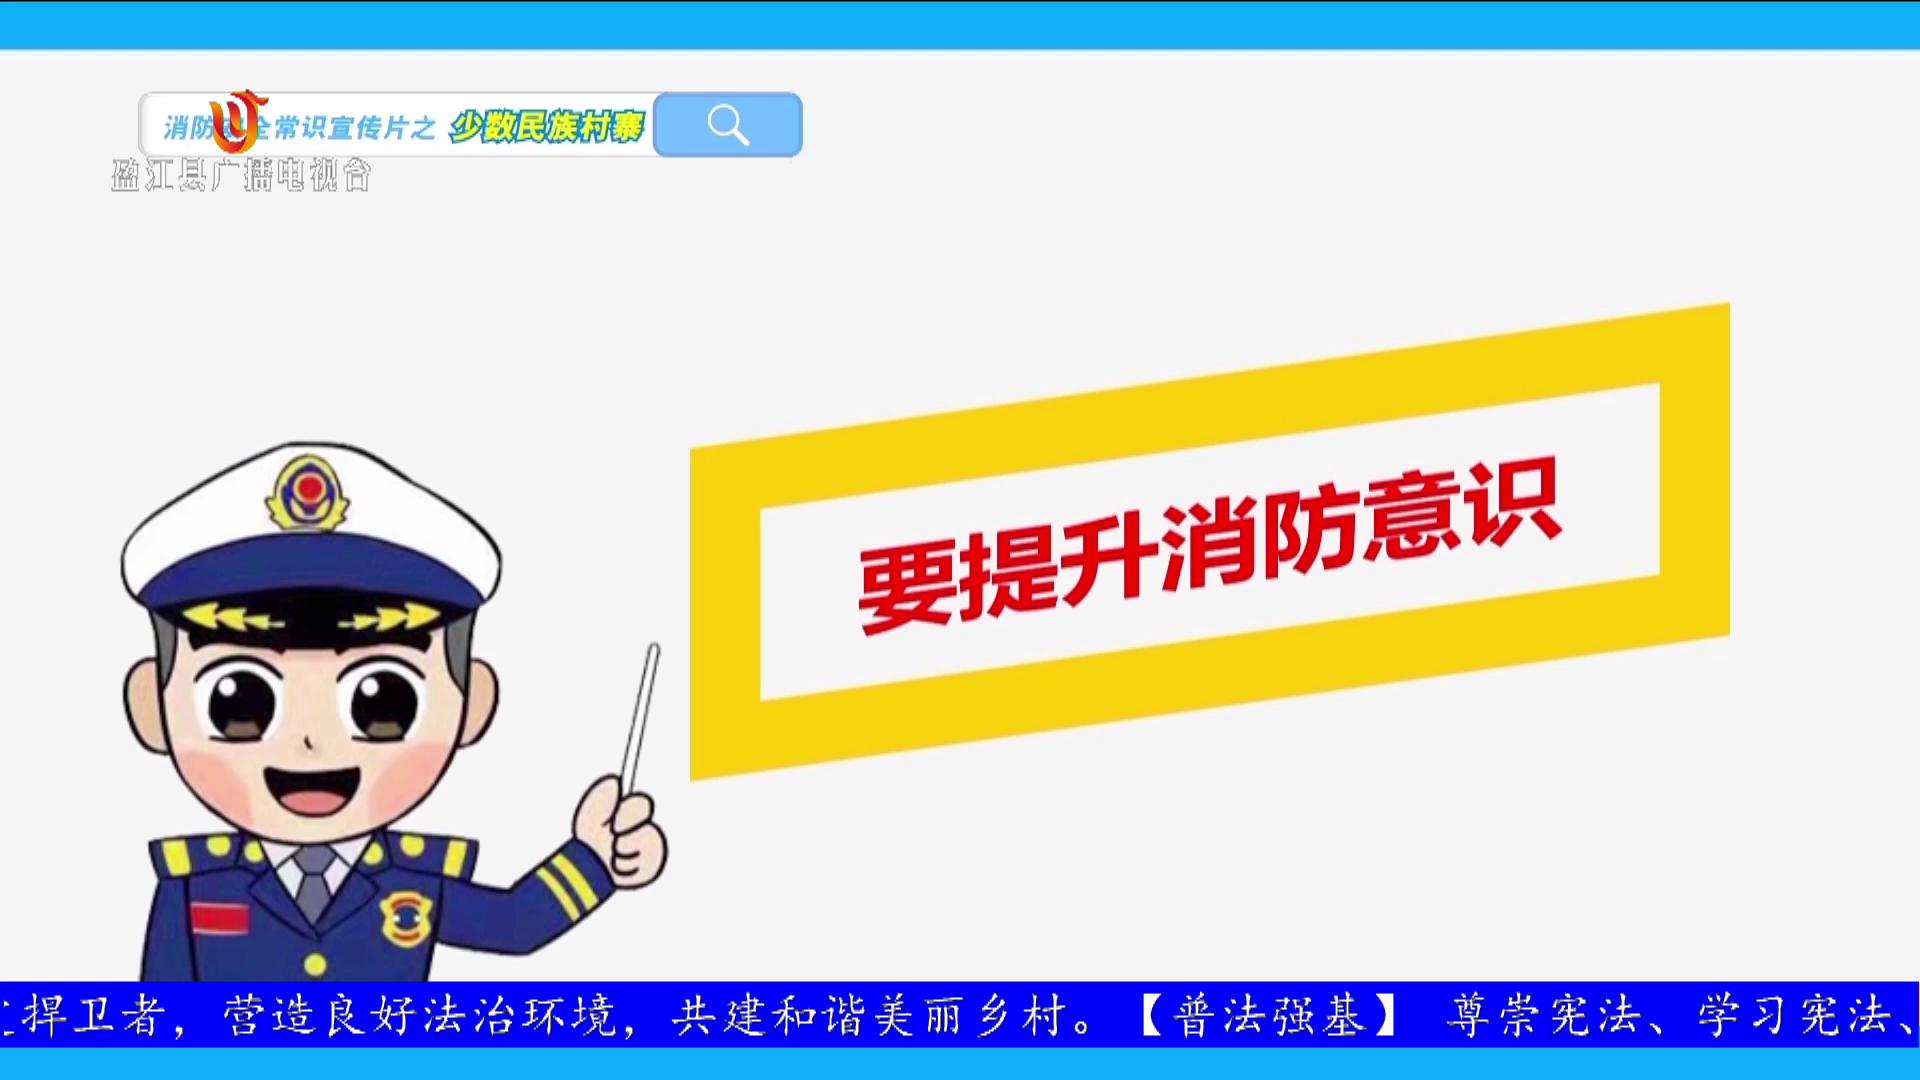 消防安全常识宣传片之 少数民族村寨
盈江县广播电视台
要提升消防意识
捍卫者，营造良好法治环境，共建和谐美丽乡村。【普法强基】 尊崇宪法、学习宪法、